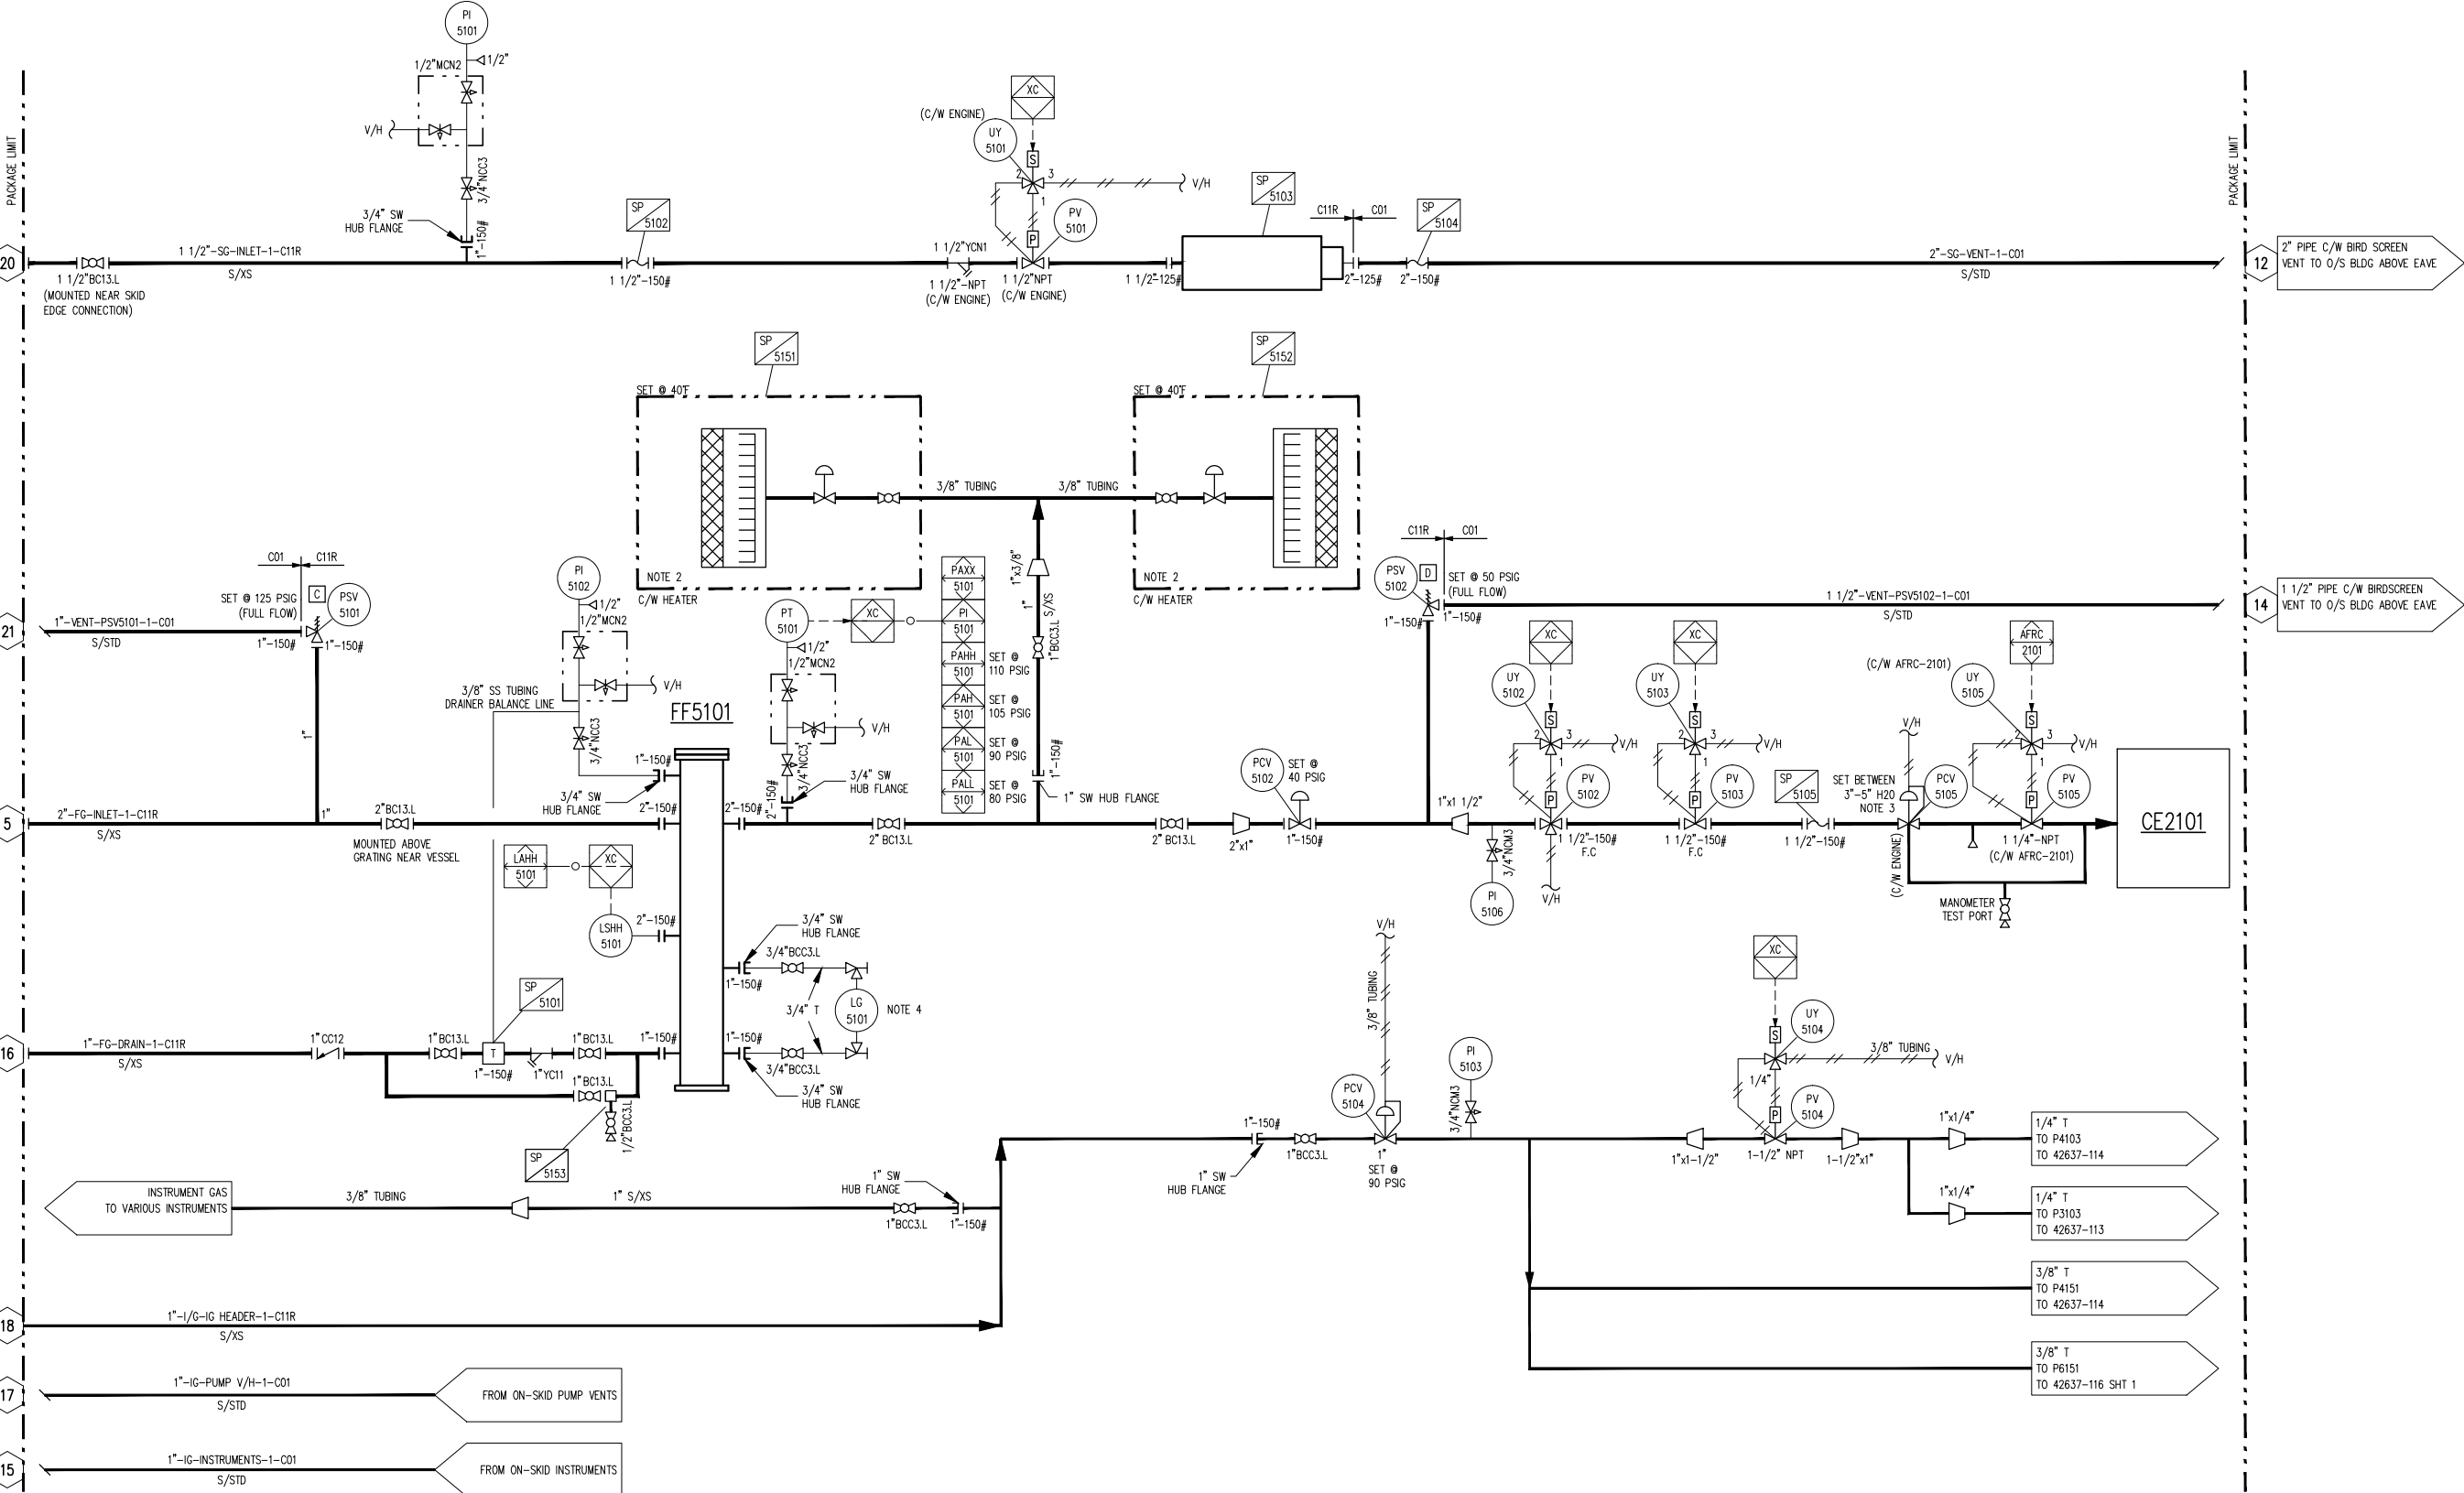 PI
5101
1/2"
1/2"MCN2
V/H
3/4"NCC3
3/4" SW
HUB FLANGE
1"-150#
PACKAGE LIMIT
20
1 1/2"-SG-INLET-1-C11R
S/XS
1 1/2"BC13.L
(MOUNTED NEAR SKID
EDGE CONNECTION)
SP
5102
1 1/2"-150#
XC
(C/W ENGINE)
UY
5101
S
2
3
1
V/H
P
PV
5101
1 1/2"YCN1
1 1/2"-NPT
(C/W ENGINE)
1 1/2"NPT
(C/W ENGINE)
1 1/2"-125#
SP
5103
C11R
C01
2"-125#
SP
5104
2"-150#
2"-SG-VENT-1-C01
S/STD
PACKAGE LIMIT
12
2" PIPE C/W BIRD SCREEN
VENT TO O/S BLDG ABOVE EAVE
SP
5151
SET @ 40°F
NOTE 2
C/W HEATER
3/8" TUBING
3/8" TUBING
SP
5152
SET @ 40°F
NOTE 2
C/W HEATER
1"x3/8"
1"
S/XS
1"BCC3.L
1"-150#
1" SW HUB FLANGE
C01
C11R
SET @ 125 PSIG
(FULL FLOW)
C
PSV
5101
21
1"-VENT-PSV5101-1-C01
S/STD
1"-150#
1"-150#
1"
PI
5102
1/2"
1/2"MCN2
V/H
3/8" SS TUBING
DRAINER BALANCE LINE
3/4"NCC3
FF5101
1"-150#
3/4" SW
HUB FLANGE
PT
5101
1/2"
1/2"MCN2
V/H
3/4"NCC3
2"-150#
3/4" SW
HUB FLANGE
XC
PAXX
5101
PI
5101
PAHH
5101
SET @
110 PSIG
PAH
5101
SET @
105 PSIG
PAL
5101
SET @
90 PSIG
PALL
5101
SET @
80 PSIG
C11R
C01
PSV
5102
D
SET @ 50 PSIG
(FULL FLOW)
1"-150#
1"-150#
1 1/2"-VENT-PSV5102-1-C01
S/STD
14
1 1/2" PIPE C/W BIRDSCREEN
VENT TO O/S BLDG ABOVE EAVE
5
2"-FG-INLET-1-C11R
S/XS
1"
2"BC13.L
MOUNTED ABOVE
GRATING NEAR VESSEL
2"-150#
2"-150#
2" BC13.L
2" BC13.L
2"x1"
PCV
5102
SET @
40 PSIG
1"-150#
1"x1 1/2"
3/4"NCM3
PI
5106
XC
UY
5102
S
2
3
1
V/H
P
PV
5102
1 1/2"-150#
F.C
V/H
XC
UY
5103
S
2
3
1
V/H
P
PV
5103
1 1/2"-150#
F.C
SP
5105
1 1/2"-150#
V/H
SET BETWEEN
3"-5" H20
NOTE 3
PCV
5105
(C/W ENGINE)
AFRC
2101
(C/W AFRC-2101)
UY
5105
S
2
3
1
V/H
P
PV
5105
1 1/4"-NPT
(C/W AFRC-2101)
MANOMETER
TEST PORT
CE2101
LAHH
5101
XC
LSHH
5101
2"-150#
3/4" SW
HUB FLANGE
3/4"BCC3.L
1"-150#
3/4" T
LG
5101
NOTE 4
1"-150#
3/4"BCC3.L
3/4" SW
HUB FLANGE
16
1"-FG-DRAIN-1-C11R
S/XS
1"CC12
1"BC13.L
SP
5101
T
1"-150#
1"YC11
1"BC13.L
1"-150#
1"BC13.L
1/2"BCC3.L
SP
5153
V/H
3/8" TUBING
PCV
5104
1"-150#
1" SW
HUB FLANGE
1"BCC3.L
1"
SET @
90 PSIG
PI
5103
3/4"NCM3
XC
S
UY
5104
3/8" TUBING
V/H
1/4"
P
PV
5104
1"x1-1/2"
1-1/2" NPT
1-1/2"x1"
1"x1/4"
1/4" T
TO P4103
TO 42637-114
1"x1/4"
1/4" T
TO P3103
TO 42637-113
3/8" T
TO P4151
TO 42637-114
3/8" T
TO P6151
TO 42637-116 SHT 1
INSTRUMENT GAS
TO VARIOUS INSTRUMENTS
3/8" TUBING
1" S/XS
1" SW
HUB FLANGE
1"BCC3.L
1"-150#
18
1"-I/G-IG HEADER-1-C11R
S/XS
17
1"-IG-PUMP V/H-1-C01
S/STD
FROM ON-SKID PUMP VENTS
15
1"-IG-INSTRUMENTS-1-C01
S/STD
FROM ON-SKID INSTRUMENTS